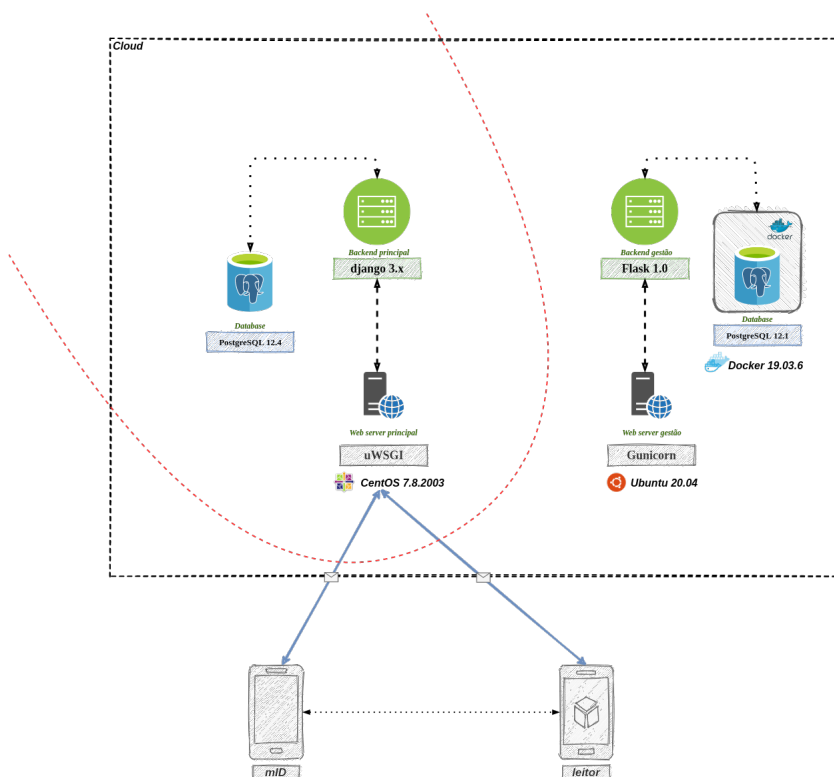 Cloud
Backend principal
django 3.x
Backend gestão
Flask 1.0
docker
Database
PostgreSQL 12.4
Database
PostgreSQL 12.1
Docker 19.03.6
Web server principal
uWSGI
CentOS 7.8.2003
Web server gestão
Gunicorn
Ubuntu 20.04
mID
leitor